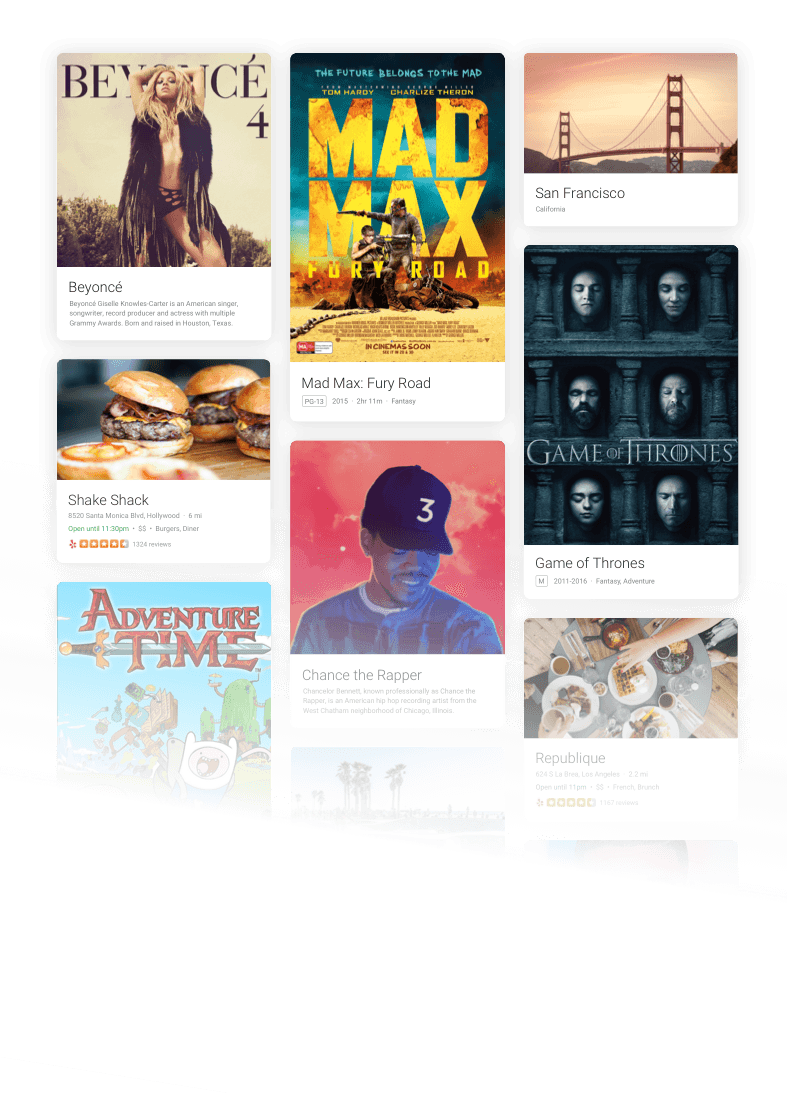 BEYONCÉ
4
Beyoncé
Beyoncé Giselle Knowles-Carter is an American singer,
songwriter, record producer and actress with multiple
Grammy Awards. Born and raised in Houston, Texas.
Shake Shack
8520 Santa Monica Blvd, Hollywood · 6 mi
Open until 11:30pm • $$ • Burgers, Diner
1324 reviews
ADVENTURE
TIME
THE FUTURE BELONGS TO THE MAD
TOM HARDY CHARLIZE THERON
MAD
MAX
FURY ROAD
IN CINEMAS SOON
SEE IT IN 2D & 3D
Mad Max: Fury Road
PG-13 2015 · 2hr 11m · Fantasy
3
Chance the Rapper
Chancelor Bennett, known professionally as Chance the
Rapper, is an American hip hop recording artist from the
West Chatham neighborhood of Chicago, Illinois.
San Francisco
California
GAME OF THRONES
Game of Thrones
M 2011-2016 · Fantasy, Adventure
Republique
624 S La Brea, Los Angeles · 2.2 mi
Open until 11pm • $$ • French, Brunch
reviews